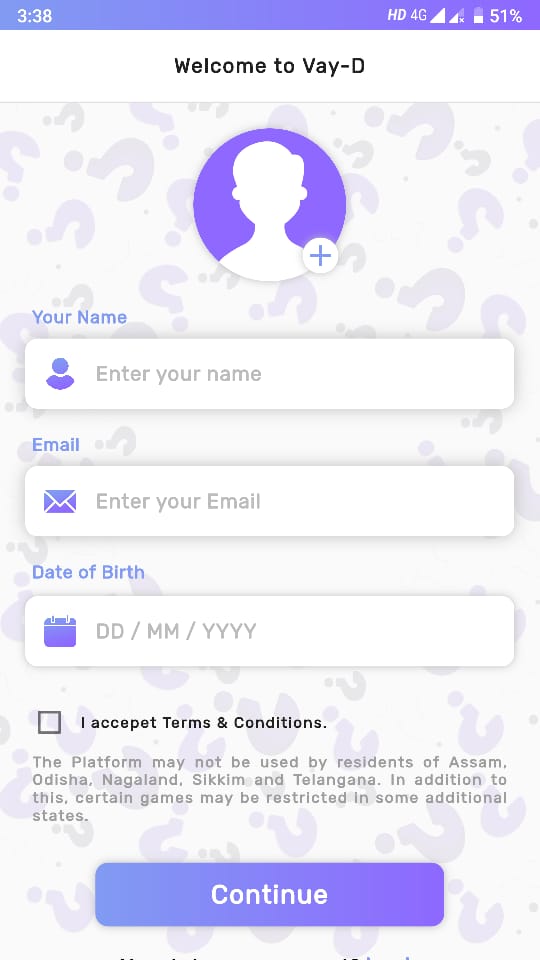 3:38 HD 4G 51%
Welcome to Vay-D
Your Name
Enter your name
Email
Enter your Email
Date of Birth
DD / MM / YYYY
I accepet Terms & Conditions.
The Platform may not be used by residents of Assam,
Odisha, Nagaland, Sikkim and Telangana. In addition to
this, certain games may be restricted in some additional
states.
Continue